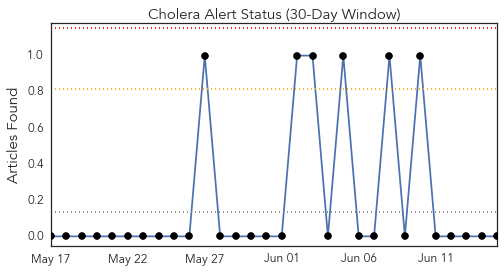 Cholera Alert Status (30-Day Window)
Articles Found
1.0
0.8
0.6
0.4
0.2
0.0
May 17 May 22 May 27 Jun 01 Jun 06 Jun 11